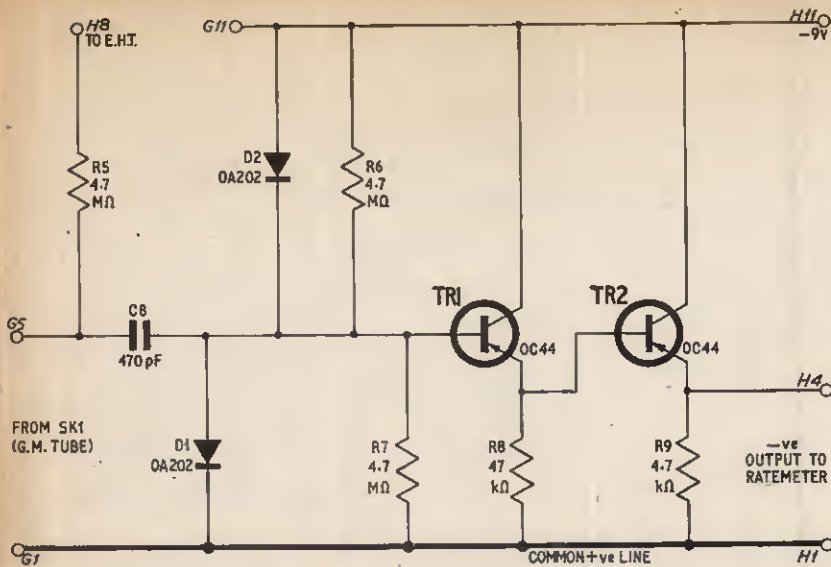 H8
TO E.H.T.
G11
H11
-9V
R5
4.7
MΩ
D2
OA202
R6
4.7
MΩ
TR1
TR2
G5
C8
470pF
OC44
OC44
H4
FROM SK1
(G.M. TUBE)
D1
OA202
R7
4.7
MΩ
R8
47
kΩ
R9
4.7
kΩ
—ve
OUTPUT TO
RATEMETER
G1
COMMON+ve LINE
H1